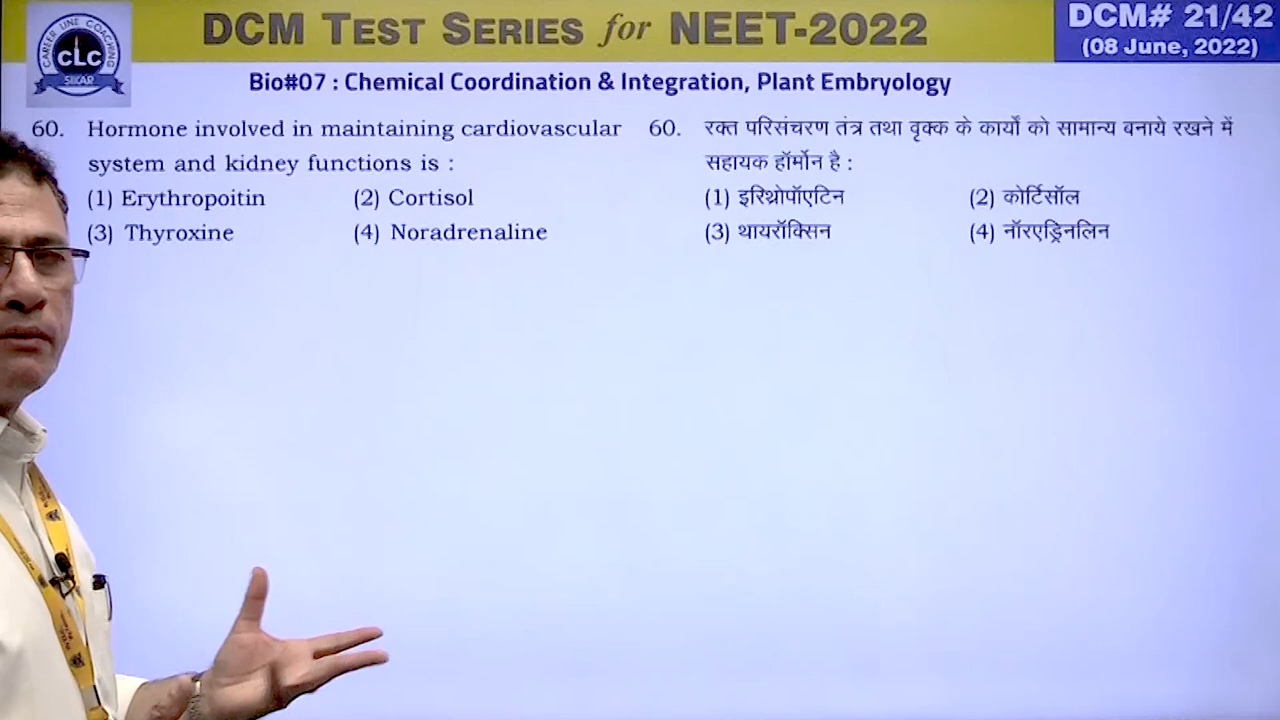 DCM TEST SERIES for NEET-2022
DCM# 21/42
(08 June, 2022)
CAREER LINE COACHING
CLC
SIKAR
Bio#07 : Chemical Coordination & Integration, Plant Embryology
60. Hormone involved in maintaining cardiovascular
system and kidney functions is :
(1) Erythropoitin (2) Cortisol
(3) Thyroxine (4) Noradrenaline
60. रक्त परिसंचरण तंत्र तथा वृक्क के कार्यों को सामान्य बनाये रखने में
सहायक हॉर्मोन है :
(1) इरिथ्रोपॉएटिन (2) कोर्टिसॉल
(3) थायरॉक्सिन (4) नॉरएड्रिनलिन